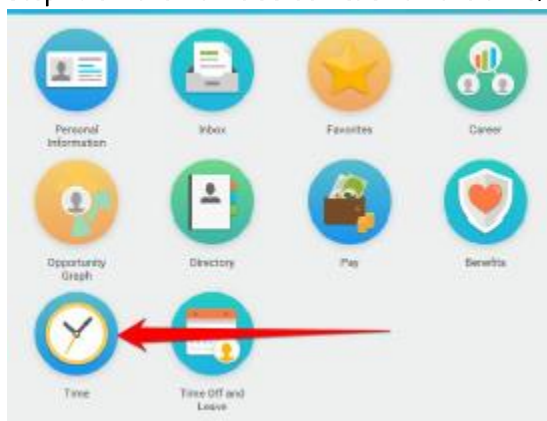 Personal
Information
Inbox
Favorites
Career
Opportunity
Graph
Directory
Pay
Benefits
Time
Time Off and
Leave